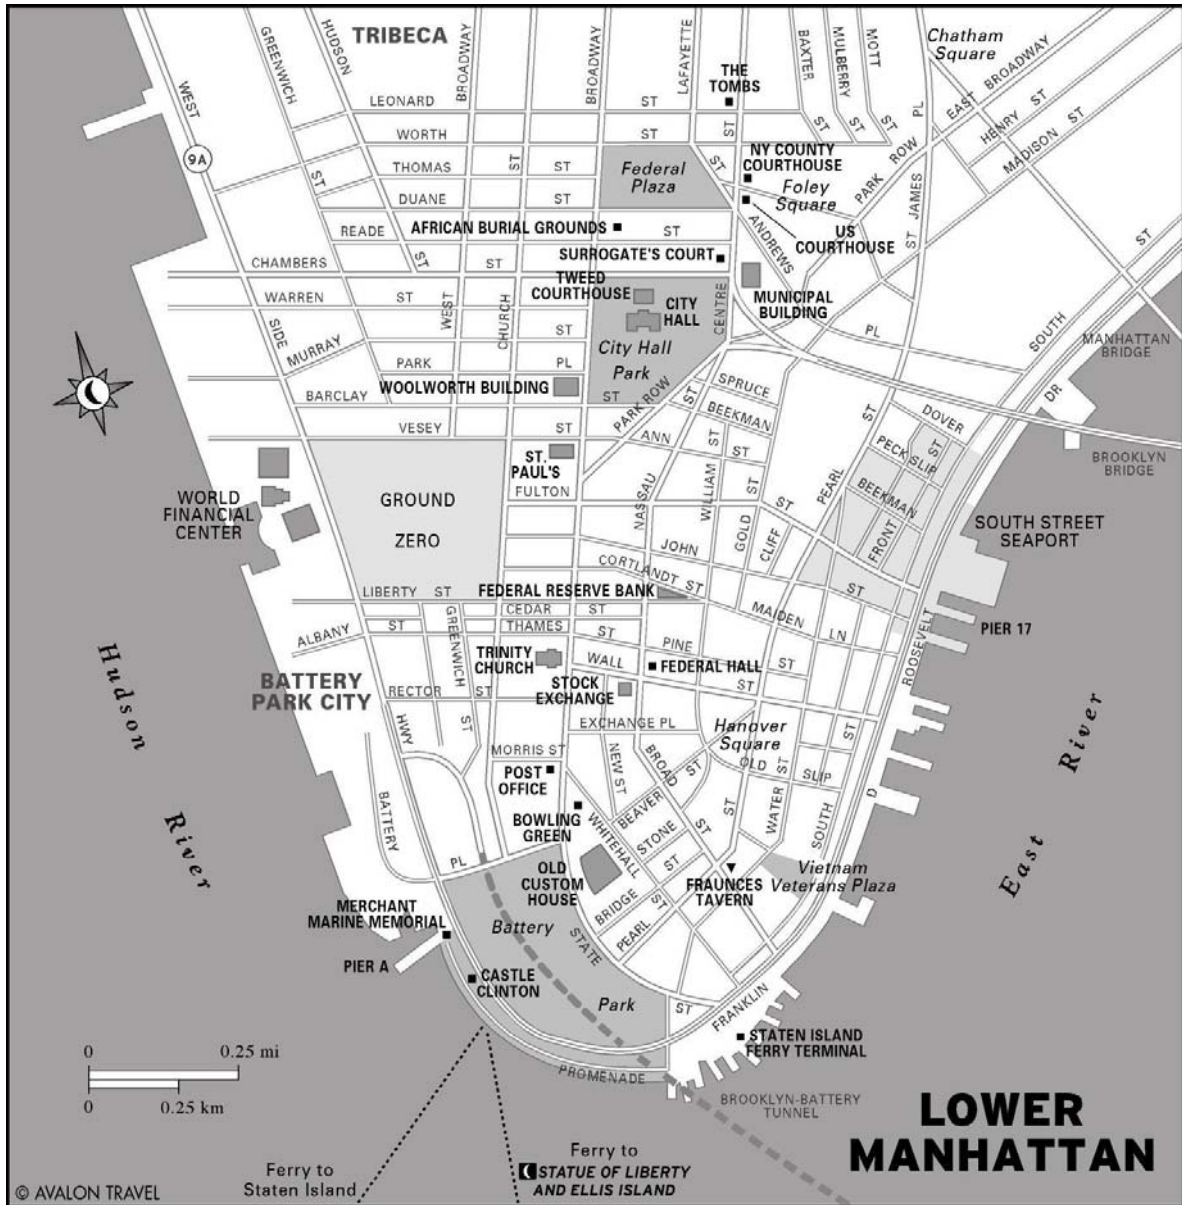 TRIBECA
Chatham
Square
GREENWICH
HUDSON
BROADWAY
BROADWAY
LAFAYETTE
BAXTER
MULBERRY
MOTT
EAST BROADWAY
WEST
THE
TOMBS
PL
HENRY ST
MADISON ST
LEONARD
ST
ST
ST
ST
ST
WORTH
ST
9A
ST
THOMAS
ST
ST
Federal
Plaza
ST
NY COUNTY
COURTHOUSE
Foley
Square
PARK ROW
ST JAMES
DUANE
ST
READE
AFRICAN BURIAL GROUNDS
ST
ANDREWS
US
COURTHOUSE
ST
CHAMBERS
ST
ST
SURROGATE'S COURT
TWEED
COURTHOUSE
CITY
HALL
CENTRE
MUNICIPAL
BUILDING
WARREN
ST
WEST
CHURCH
SIDE
MURRAY
ST
PL
SOUTH
ST
MANHATTAN
BRIDGE
City Hall
Park
PARK
PL
WOOLWORTH BUILDING
BARCLAY
ST
PARK ROW
ST
SPRUCE
BEEKMAN
ST
DOVER
DR
VESEY
ST
ANN
ST
ST
PECK SLIP
ST
BROOKLYN
BRIDGE
ST.
PAUL'S
FULTON
NASSAU
WILLIAM
ST
PEARL
BEEKMAN
WORLD
FINANCIAL
CENTER
GROUND
ZERO
GOLD
CLIFF
ST
FRONT
SOUTH STREET
SEAPORT
JOHN
CORTLANDT
ST
ST
LIBERTY ST
FEDERAL RESERVE BANK
MAIDEN
LN
ROOSEVELT
PIER 17
CEDAR ST
ALBANY
ST
GREENWICH
THAMES
ST
PINE
ST
WALL
ST
FEDERAL HALL
TRINITY
CHURCH
STOCK
EXCHANGE
Hudson
River
BATTERY
PARK CITY
RECTOR
ST
HWY
ST
EXCHANGE PL
Hanover
Square
East
River
MORRIS ST
NEW ST
BROAD
ST
OLD
SLIP
ST
ST
POST
OFFICE
BATTERY
BOWLING
GREEN
WHITEHALL
BEAVER
STONE
ST
ST
ST
WATER
SOUTH
D
PL
OLD
CUSTOM
HOUSE
BRIDGE
ST
PEARL
ST
FRAUNCES
TAVERN
Vietnam
Veterans Plaza
MERCHANT
MARINE MEMORIAL
Battery
STATE
PIER A
CASTLE
CLINTON
Park
ST
FRANKLIN
STATEN ISLAND
FERRY TERMINAL
PROMENADE
BROOKLYN-BATTERY
TUNNEL
0 0.25 mi
0 0.25 km
LOWER
MANHATTAN
Ferry to
Staten Island
Ferry to
STATUE OF LIBERTY
AND ELLIS ISLAND
© AVALON TRAVEL